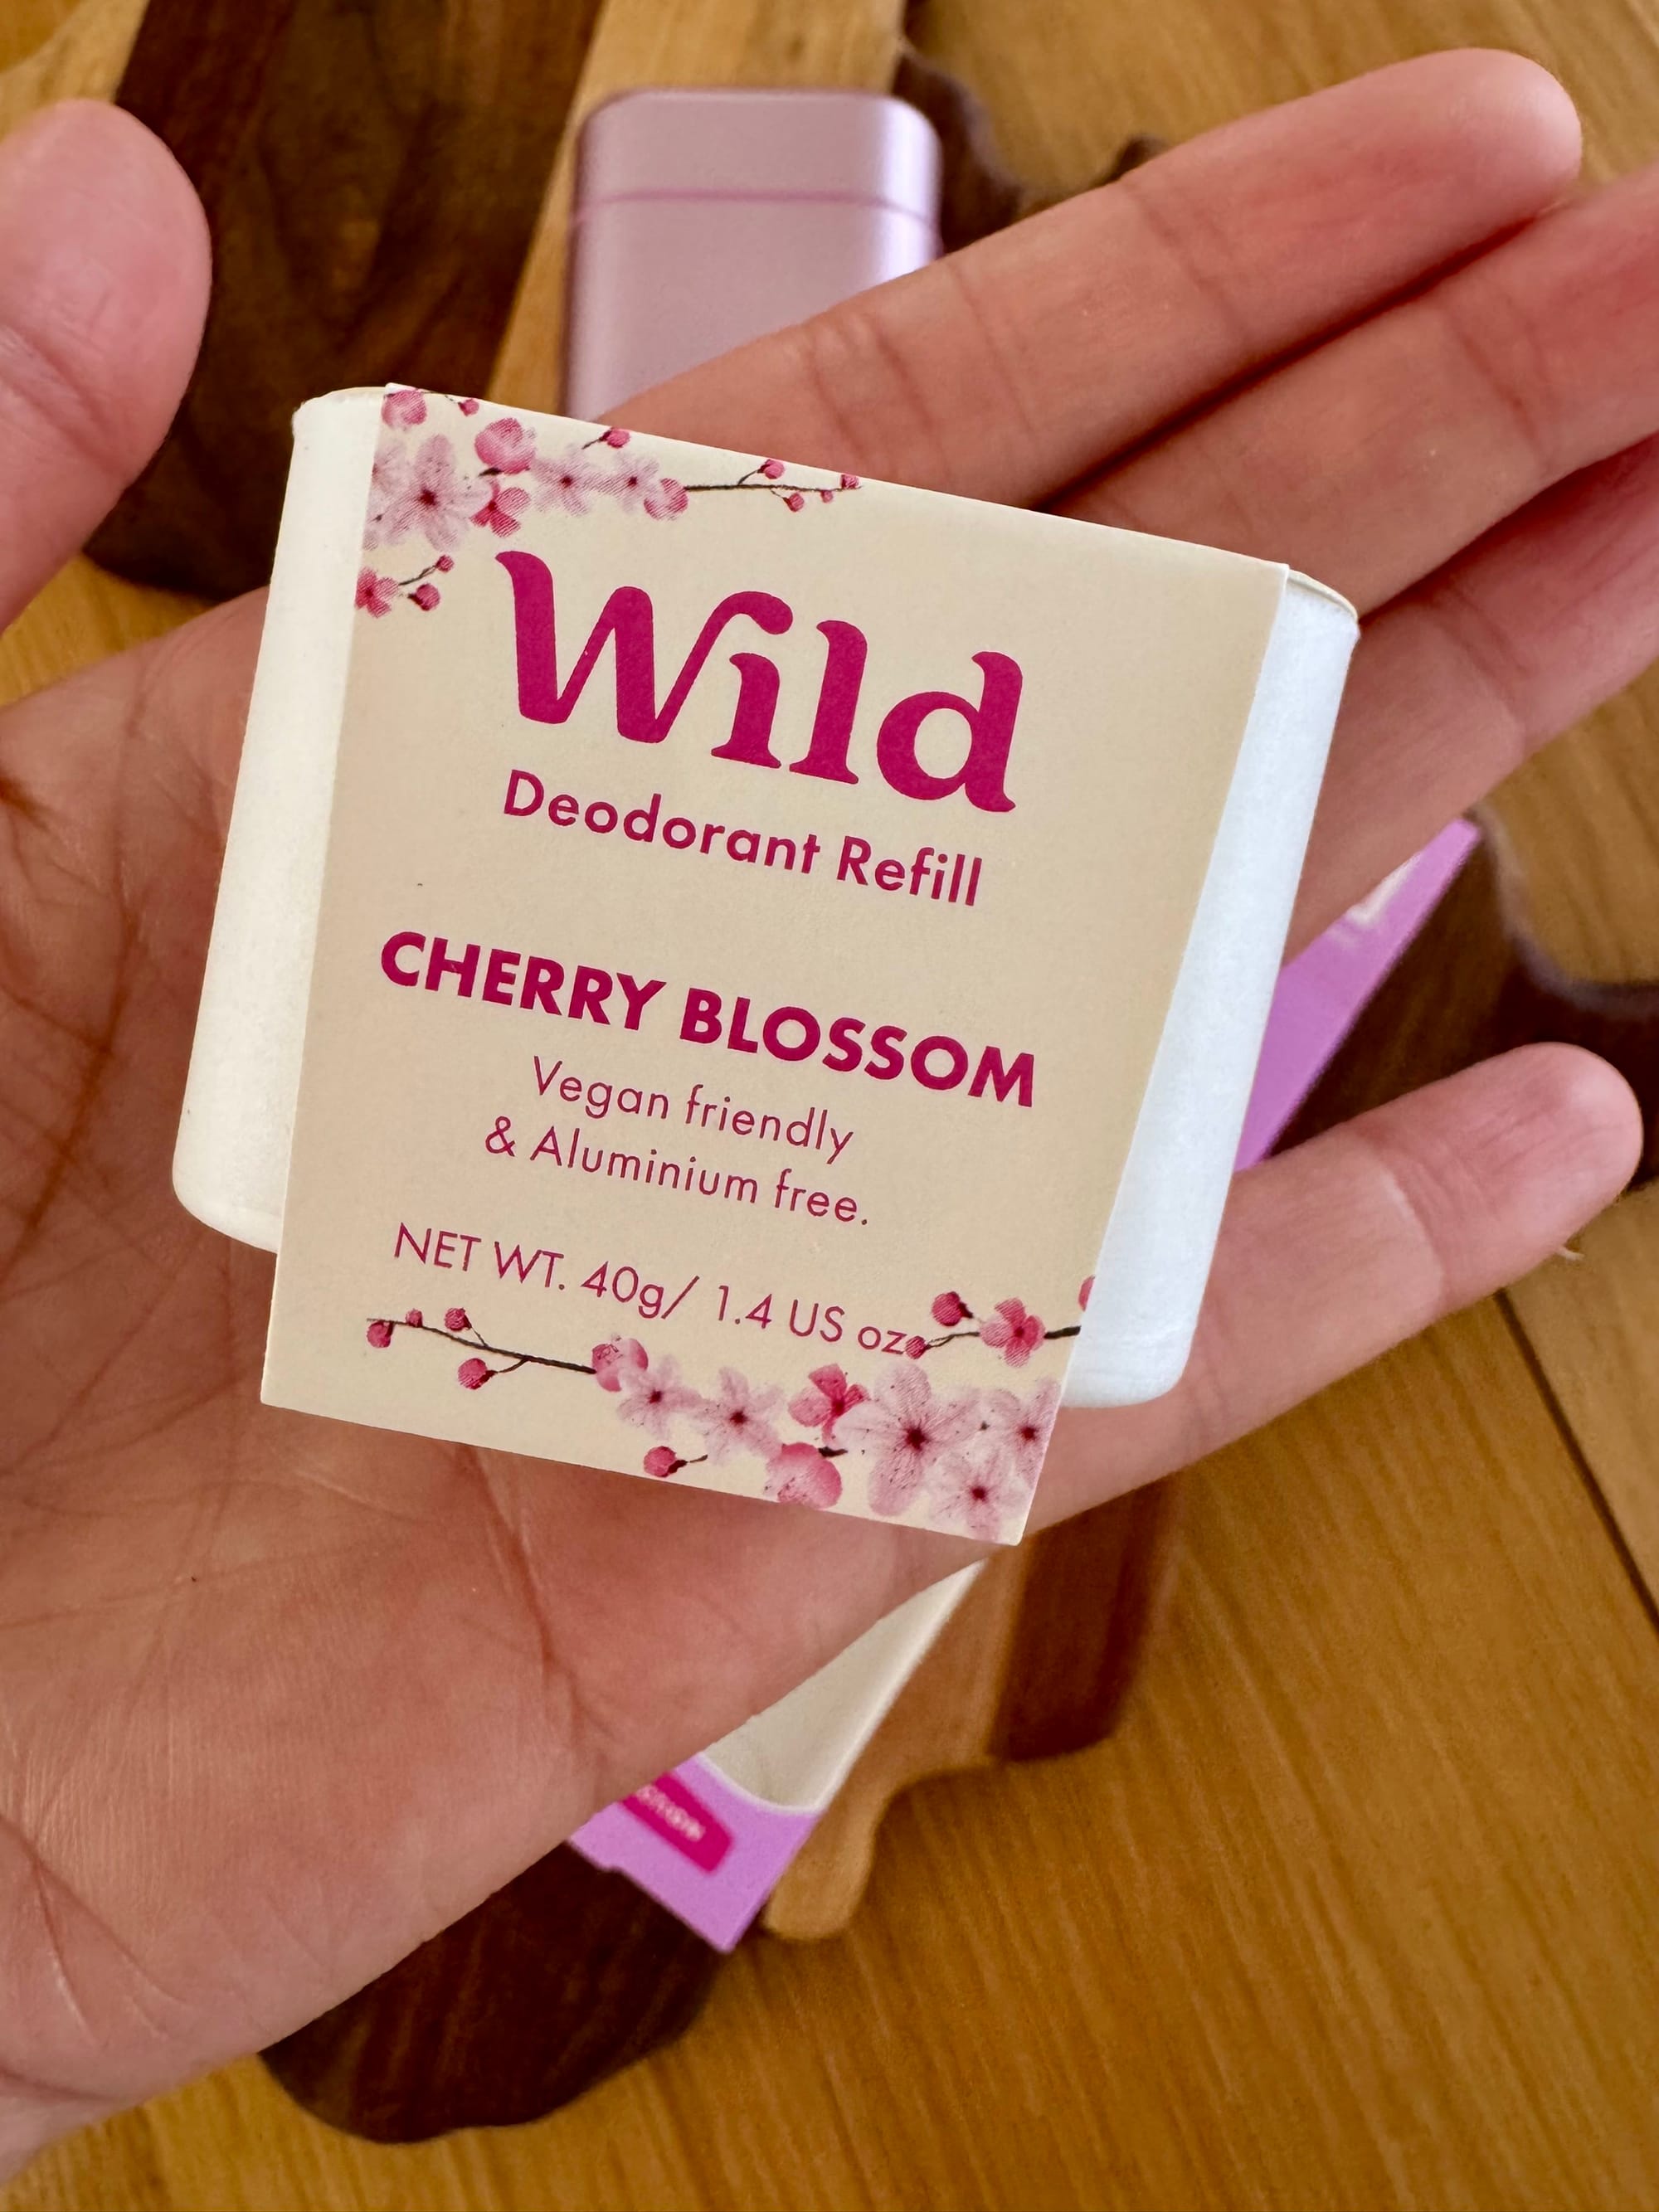 Wild
Deodorant Refill
CHERRY BLOSSOM
Vegan friendly
& Aluminium free.
NET WT. 40g/ 1.4 US oz